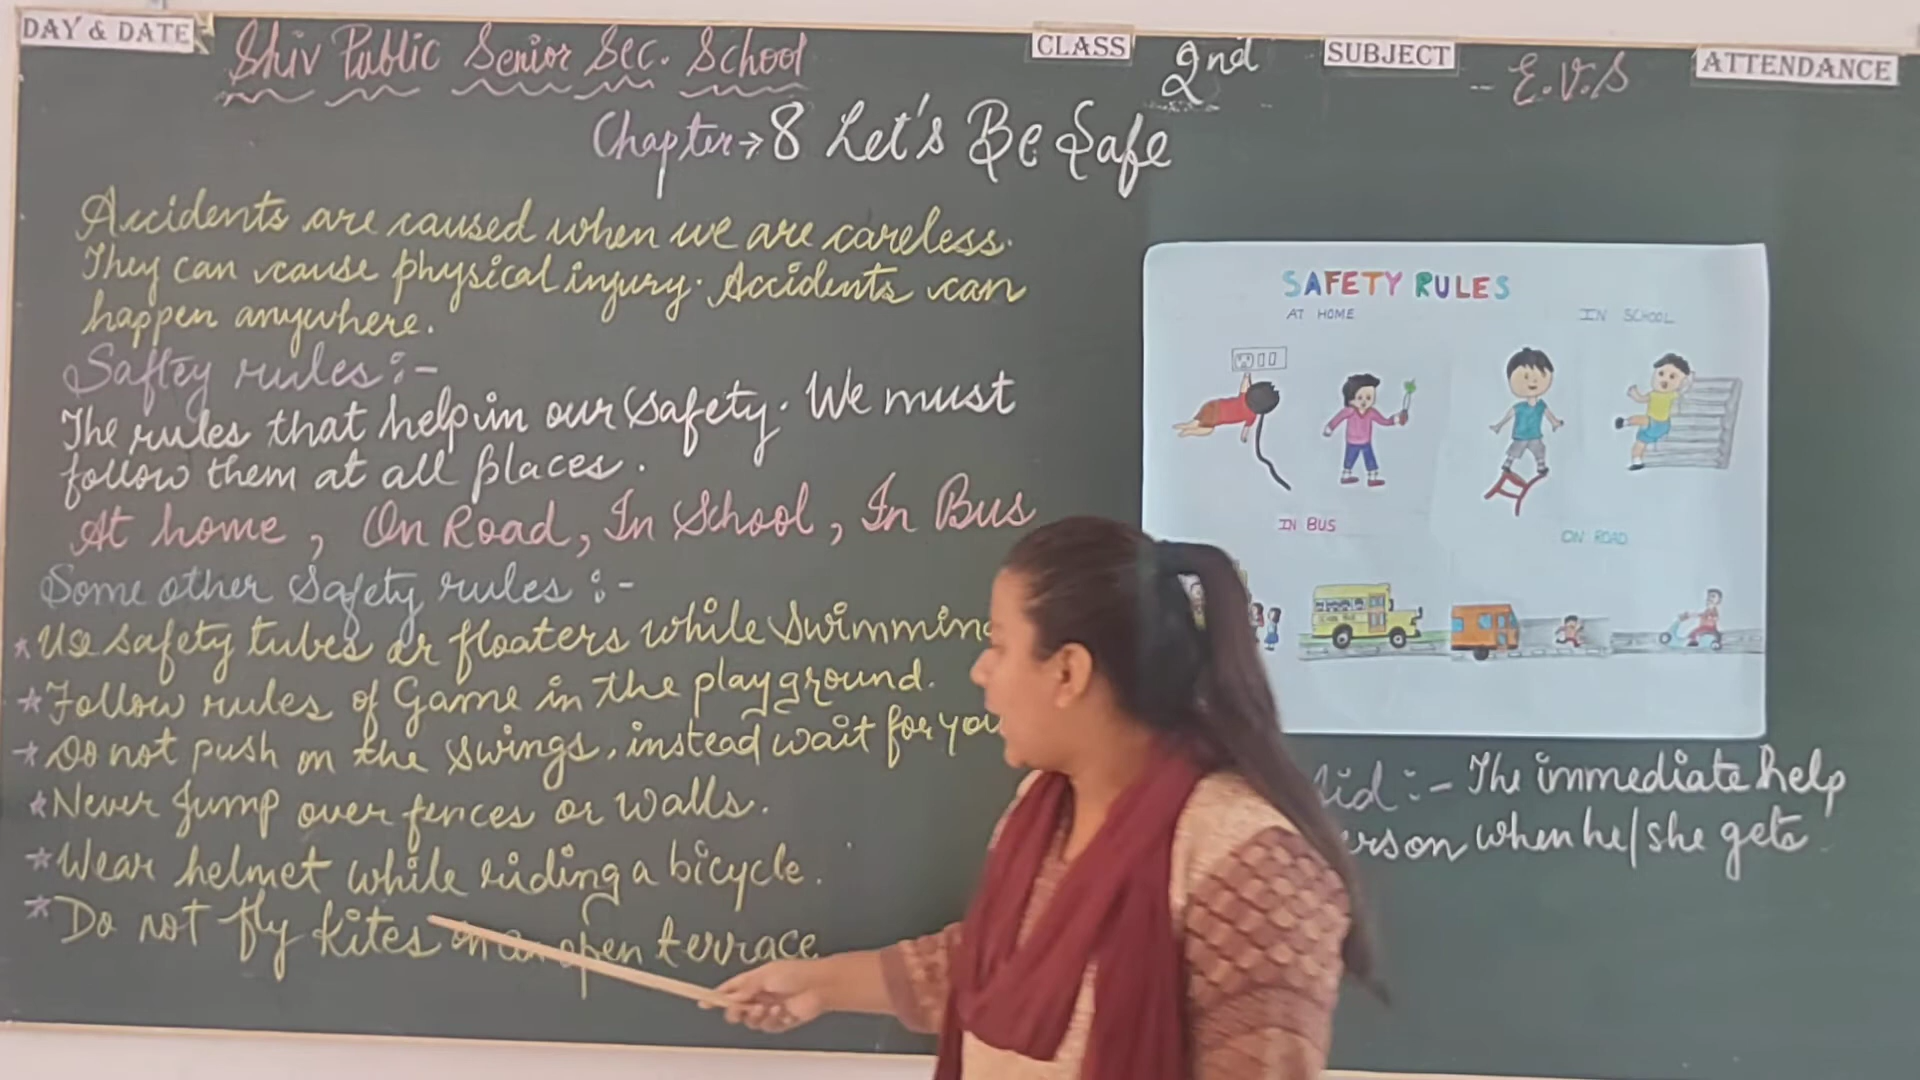 DAY & DATE
Shiv Public Senior Sec. School
CLASS
2nd
SUBJECT
- E.V.S
ATTENDANCE
Chapter → 8 Let's Be Safe
Accidents are caused when we are careless.
They can cause physical injury. Accidents can
happen anywhere.
Saftey rules :-
The rules that help in our safety. We must
follow them at all places.
At home, On Road, In School, In Bus
Some other Safety rules :-
* Use safety tubes or floaters while Swimming
* Follow rules of Game in the playground.
* Do not push on the swings, instead wait for
* Never Jump over fences or walls.
* Wear helmet while riding a bicycle.
* Do not fly kites on an open terrace
SAFETY RULES
AT HOME
IN SCHOOL
IN BUS
ON ROAD
SCHOOL BUS
Aid :- The immediate help
when he/she gets